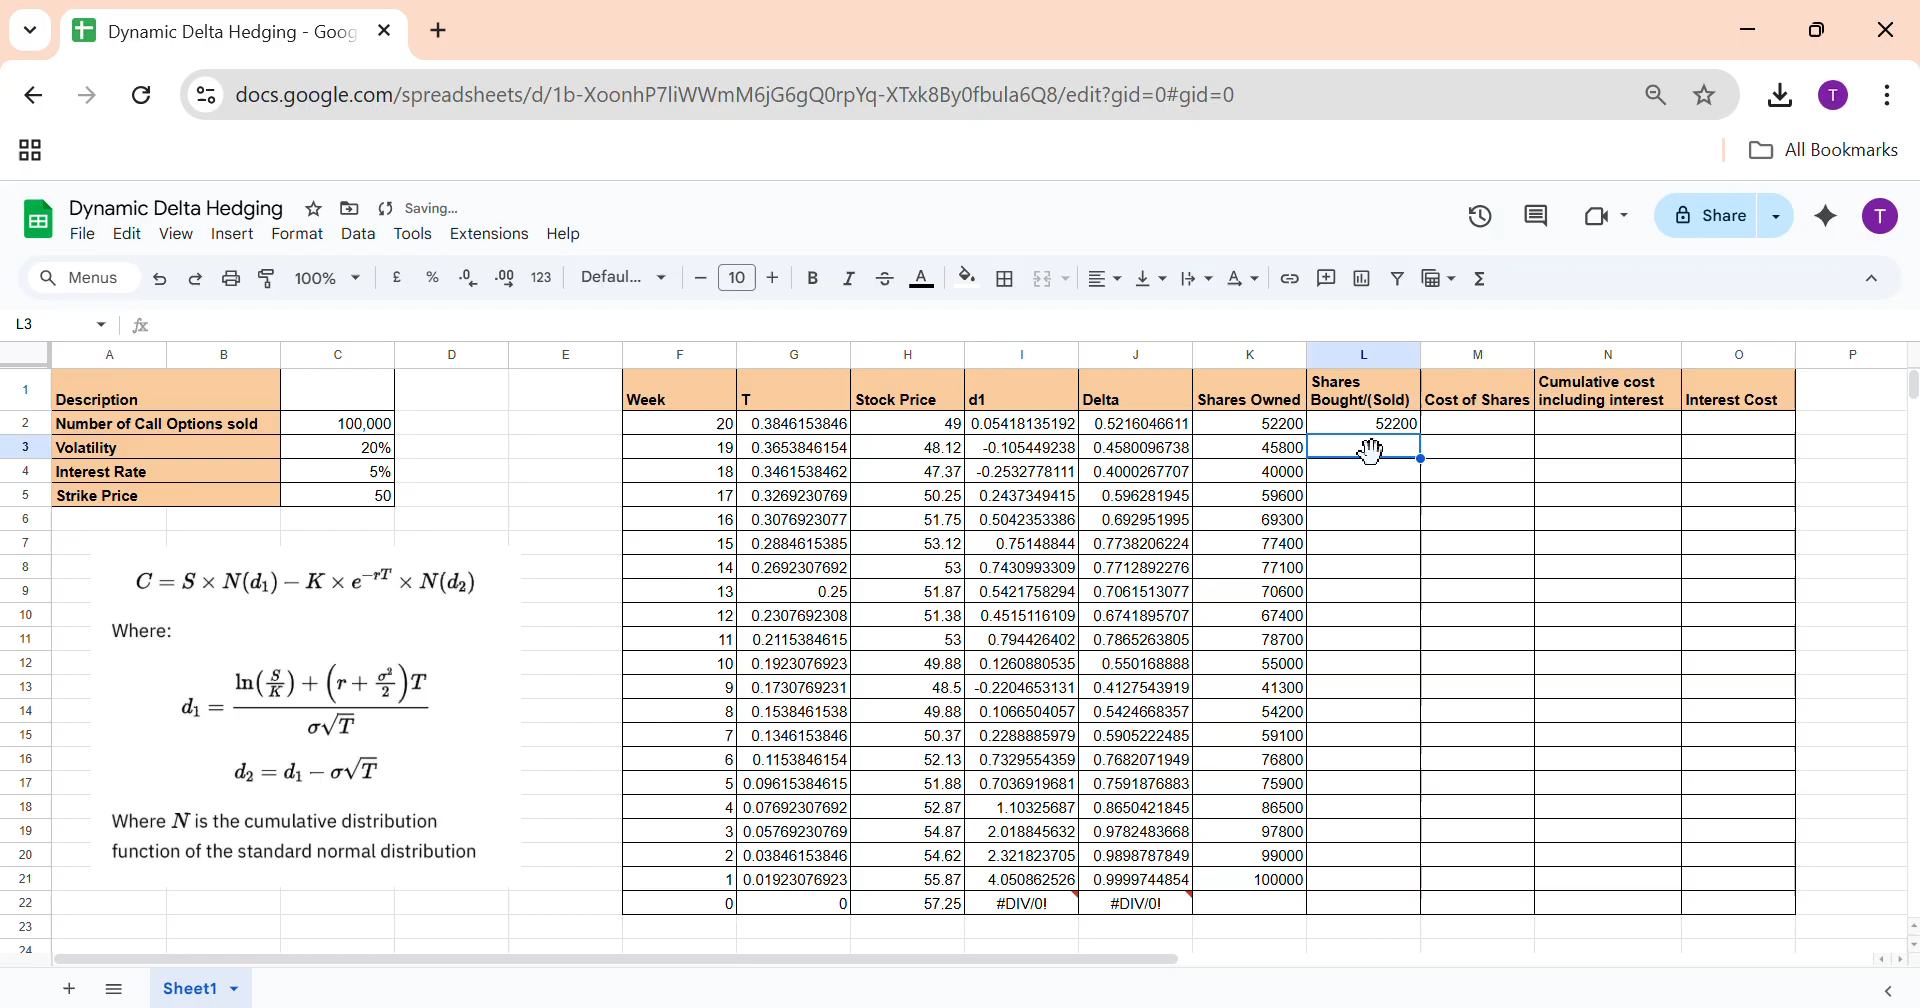 Dynamic Delta Hedging - Goog
docs.google.com/spreadsheets/d/1b-XoonhP7liWWmM6jG6gQ0rpYq-XTxk8By0fbula6Q8/edit?gid=0#gid=0
T
All Bookmarks
Dynamic Delta Hedging Saving...
File Edit View Insert Format Data Tools Extensions Help
Share
T
Menus 100% £ % .0 .00 123 Defaul... 10 B I A
L3
A B C D E F G H I J K L M N O P
1 Description Week T Stock Price d1 Delta Shares Owned Shares Bought/(Sold) Cost of Shares Cumulative cost including interest Interest Cost
2 Number of Call Options sold 100,000 20 0.3846153846 49 0.05418135192 0.5216046611 52200 52200
3 Volatility 20% 19 0.3653846154 48.12 -0.105449238 0.4580096738 45800
4 Interest Rate 5% 18 0.3461538462 47.37 -0.2532778111 0.4000267707 40000
5 Strike Price 50 17 0.3269230769 50.25 0.2437349415 0.596281945 59600
6 16 0.3076923077 51.75 0.5042353386 0.692951995 69300
7 15 0.2884615385 53.12 0.75148844 0.7738206224 77400
8 14 0.2692307692 53 0.7430993309 0.7712892276 77100
9 13 0.25 51.87 0.5421758294 0.7061513077 70600
10 12 0.2307692308 51.38 0.4515116109 0.6741895707 67400
11 11 0.2115384615 53 0.794426402 0.7865263805 78700
12 10 0.1923076923 49.88 0.1260880535 0.550168888 55000
13 9 0.1730769231 48.5 -0.2204653131 0.4127543919 41300
14 8 0.1538461538 49.88 0.1066504057 0.5424668357 54200
15 7 0.1346153846 50.37 0.2288885979 0.5905222485 59100
16 6 0.1153846154 52.13 0.7329554359 0.7682071949 76800
17 5 0.09615384615 51.88 0.7036919681 0.7591876883 75900
18 4 0.07692307692 52.87 1.10325687 0.8650421845 86500
19 3 0.05769230769 54.87 2.018845632 0.9782483668 97800
20 2 0.03846153846 54.62 2.321823705 0.9898787849 99000
21 1 0.01923076923 55.87 4.050862526 0.9999744854 100000
22 0 0 57.25 #DIV/0! #DIV/0!
23
24
C = S × N(d₁) − K × e^{−rT} × N(d₂)
Where:
d₁ = (ln(S/K) + (r + σ²/2)T) / (σ√T)
d₂ = d₁ − σ√T
Where N is the cumulative distribution
function of the standard normal distribution
Sheet1